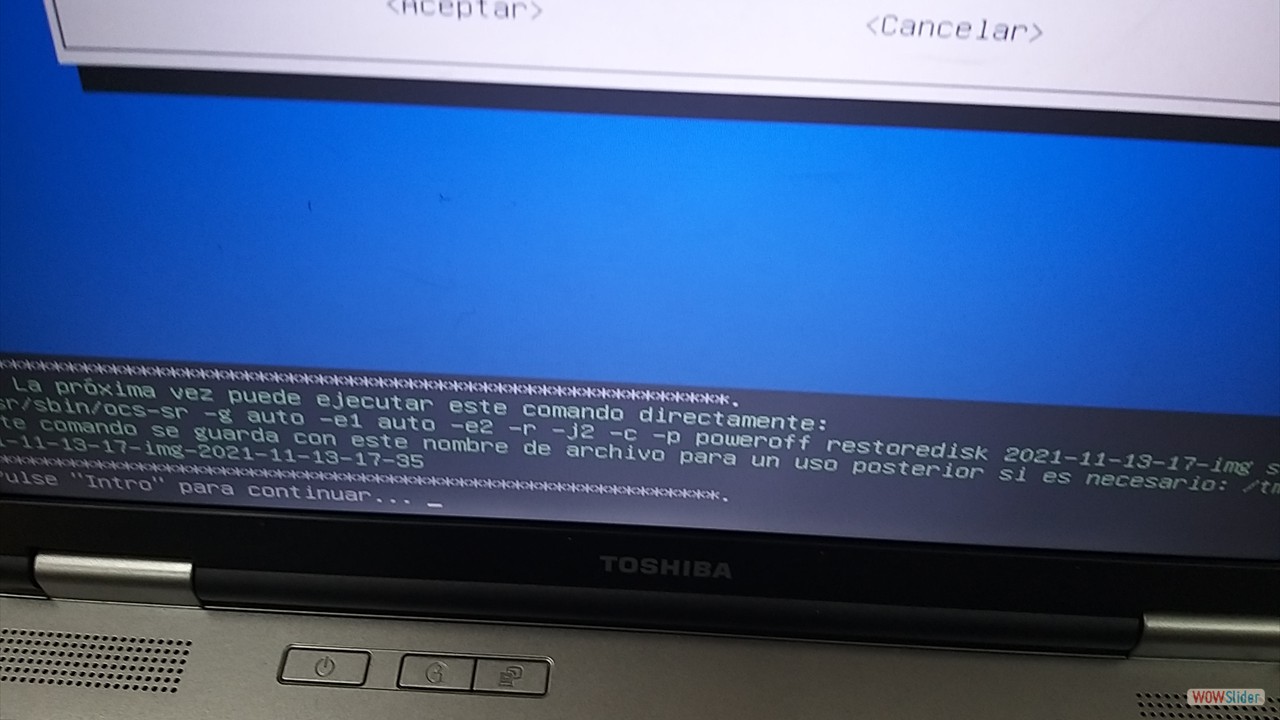 <Aceptar>
<Cancelar>
*******************************************************************.
La próxima vez puede ejecutar este comando directamente:
sr/sbin/ocs-sr -g auto -e1 auto -e2 -r -j2 -c -p poweroff restoredisk 2021-11-13-17-img s
te comando se guarda con este nombre de archivo para un uso posterior si es necesario: /tm
1-11-13-17-img-2021-11-13-17-35
*******************************************************************.
Pulse "Intro" para continuar... _
TOSHIBA
WOWSlider